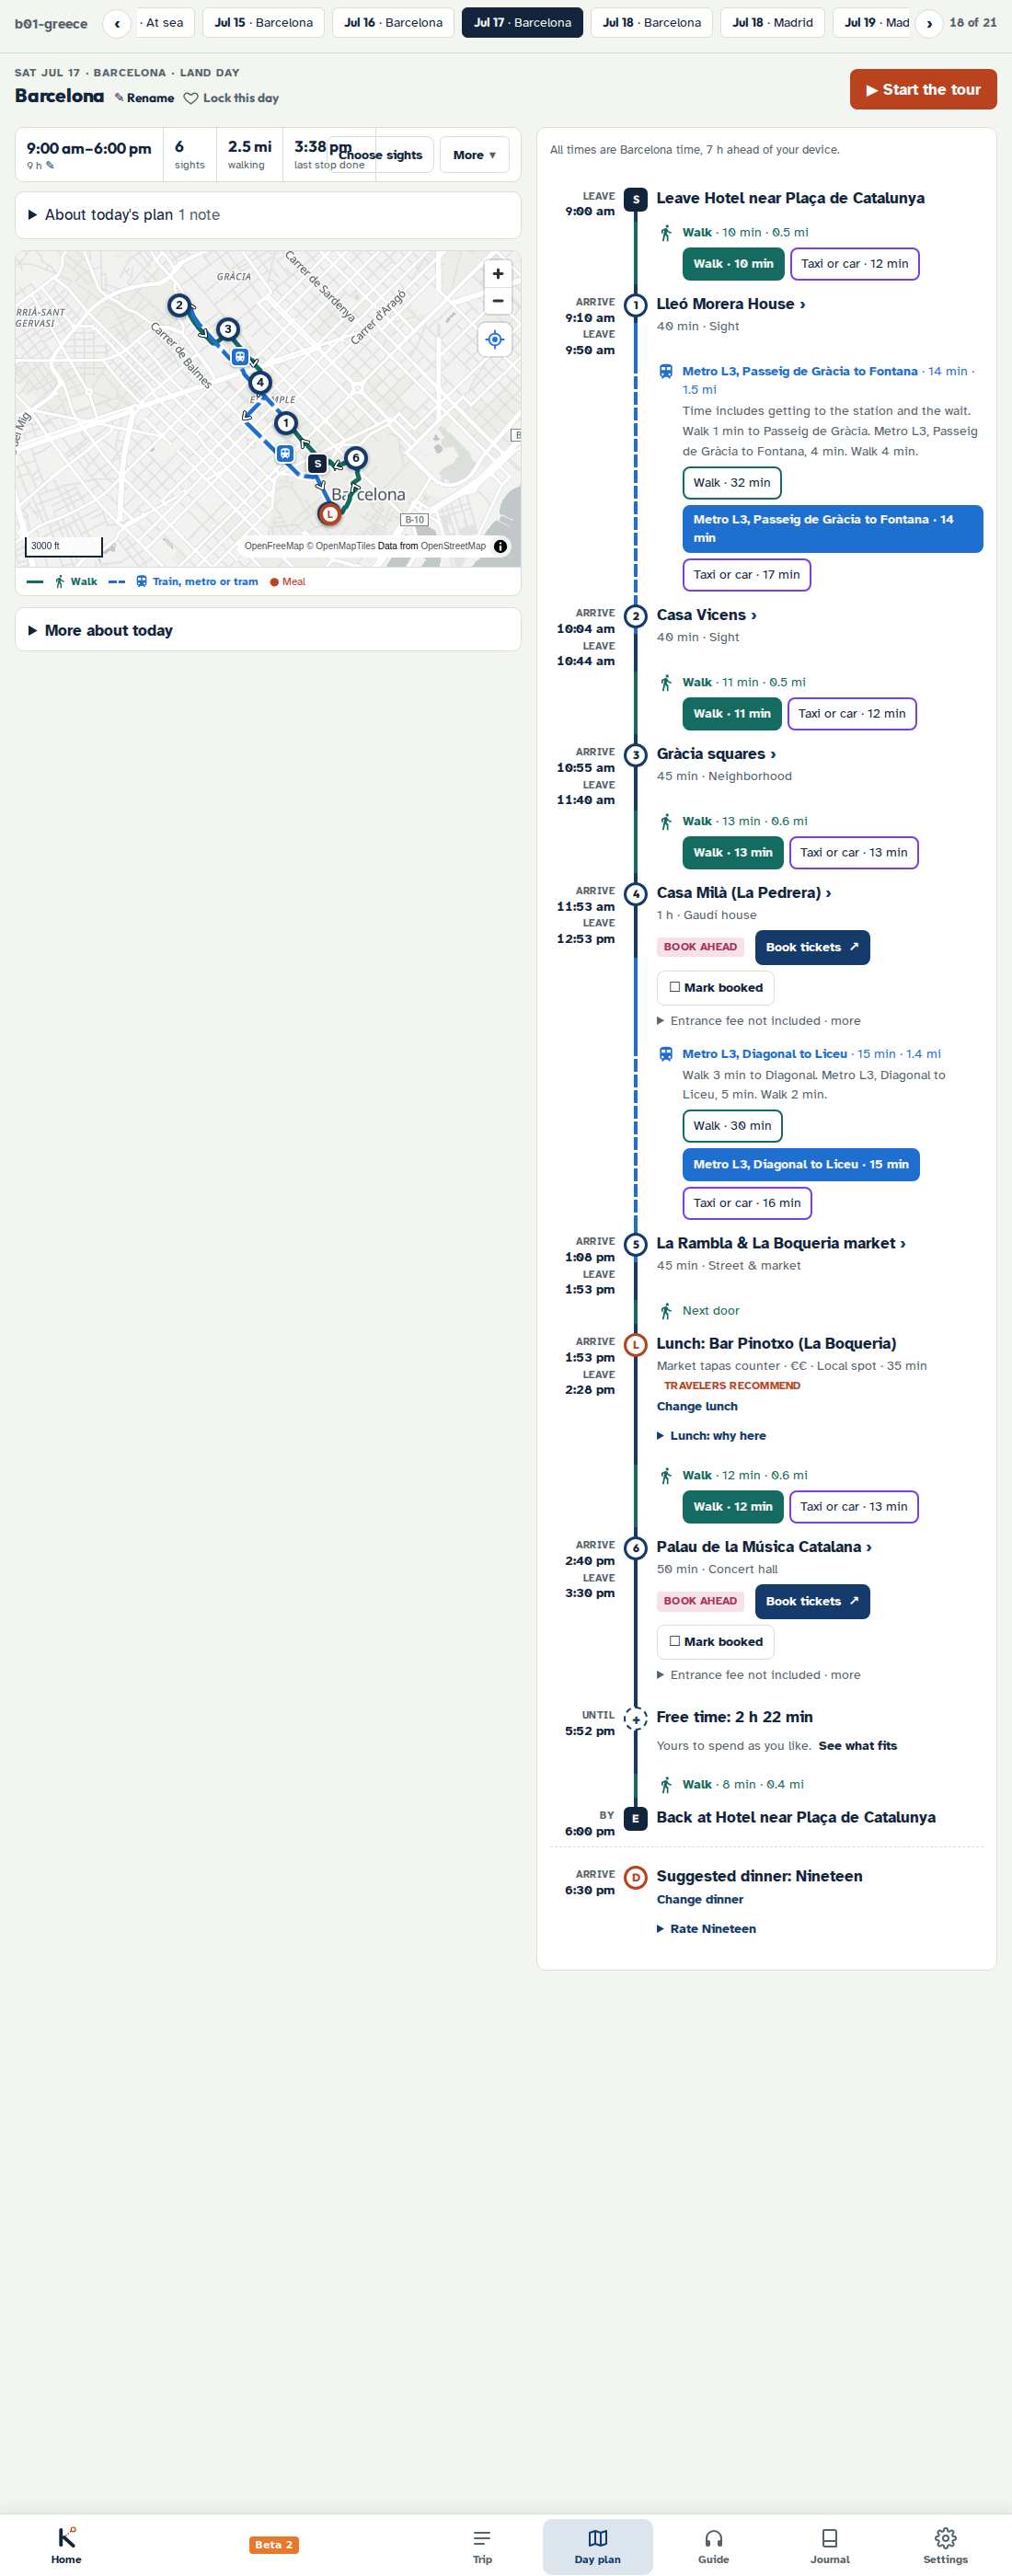 b01-greece
‹
· At sea
Jul 15 · Barcelona
Jul 16 · Barcelona
Jul 17 · Barcelona
Jul 18 · Barcelona
Jul 18 · Madrid
Jul 19 · Mad
›
18 of 21
SAT JUL 17 · BARCELONA · LAND DAY
Barcelona ✎ Rename ♡ Lock this day
▶ Start the tour
9:00 am–6:00 pm
9 h ✎
6
sights
2.5 mi
walking
3:38 pm
last stop done
Choose sights
More ▾
▶ About today's plan 1 note
GRÀCIA
Carrer de Sardenya
Carrer d'Aragó
RRIÀ-SANT
GERVASI
Carrer de Balmes
2
3
4
1
S
6
L
Barcelona
B-10
+
−
3000 ft
OpenFreeMap © OpenMapTiles Data from OpenStreetMap
Walk
Train, metro or tram
Meal
▶ More about today
All times are Barcelona time, 7 h ahead of your device.
LEAVE
9:00 am
S
Leave Hotel near Plaça de Catalunya
Walk · 10 min · 0.5 mi
Walk · 10 min
Taxi or car · 12 min
ARRIVE
9:10 am
LEAVE
9:50 am
1
Lleó Morera House ›
40 min · Sight
Metro L3, Passeig de Gràcia to Fontana · 14 min ·
1.5 mi
Time includes getting to the station and the wait.
Walk 1 min to Passeig de Gràcia. Metro L3, Passeig
de Gràcia to Fontana, 4 min. Walk 4 min.
Walk · 32 min
Metro L3, Passeig de Gràcia to Fontana · 14
min
Taxi or car · 17 min
ARRIVE
10:04 am
LEAVE
10:44 am
2
Casa Vicens ›
40 min · Sight
Walk · 11 min · 0.5 mi
Walk · 11 min
Taxi or car · 12 min
ARRIVE
10:55 am
LEAVE
11:40 am
3
Gràcia squares ›
45 min · Neighborhood
Walk · 13 min · 0.6 mi
Walk · 13 min
Taxi or car · 13 min
ARRIVE
11:53 am
LEAVE
12:53 pm
4
Casa Milà (La Pedrera) ›
1 h · Gaudí house
BOOK AHEAD
Book tickets ↗
☐ Mark booked
▶ Entrance fee not included · more
Metro L3, Diagonal to Liceu · 15 min · 1.4 mi
Walk 3 min to Diagonal. Metro L3, Diagonal to
Liceu, 5 min. Walk 2 min.
Walk · 30 min
Metro L3, Diagonal to Liceu · 15 min
Taxi or car · 16 min
ARRIVE
1:08 pm
LEAVE
1:53 pm
5
La Rambla & La Boqueria market ›
45 min · Street & market
Next door
ARRIVE
1:53 pm
LEAVE
2:28 pm
L
Lunch: Bar Pinotxo (La Boqueria)
Market tapas counter · €€ · Local spot · 35 min
TRAVELERS RECOMMEND
Change lunch
▶ Lunch: why here
Walk · 12 min · 0.6 mi
Walk · 12 min
Taxi or car · 13 min
ARRIVE
2:40 pm
LEAVE
3:30 pm
6
Palau de la Música Catalana ›
50 min · Concert hall
BOOK AHEAD
Book tickets ↗
☐ Mark booked
▶ Entrance fee not included · more
UNTIL
5:52 pm
+
Free time: 2 h 22 min
Yours to spend as you like. See what fits
Walk · 8 min · 0.4 mi
BY
6:00 pm
E
Back at Hotel near Plaça de Catalunya
ARRIVE
6:30 pm
D
Suggested dinner: Nineteen
Change dinner
▶ Rate Nineteen
Home
Beta 2
Trip
Day plan
Guide
Journal
Settings